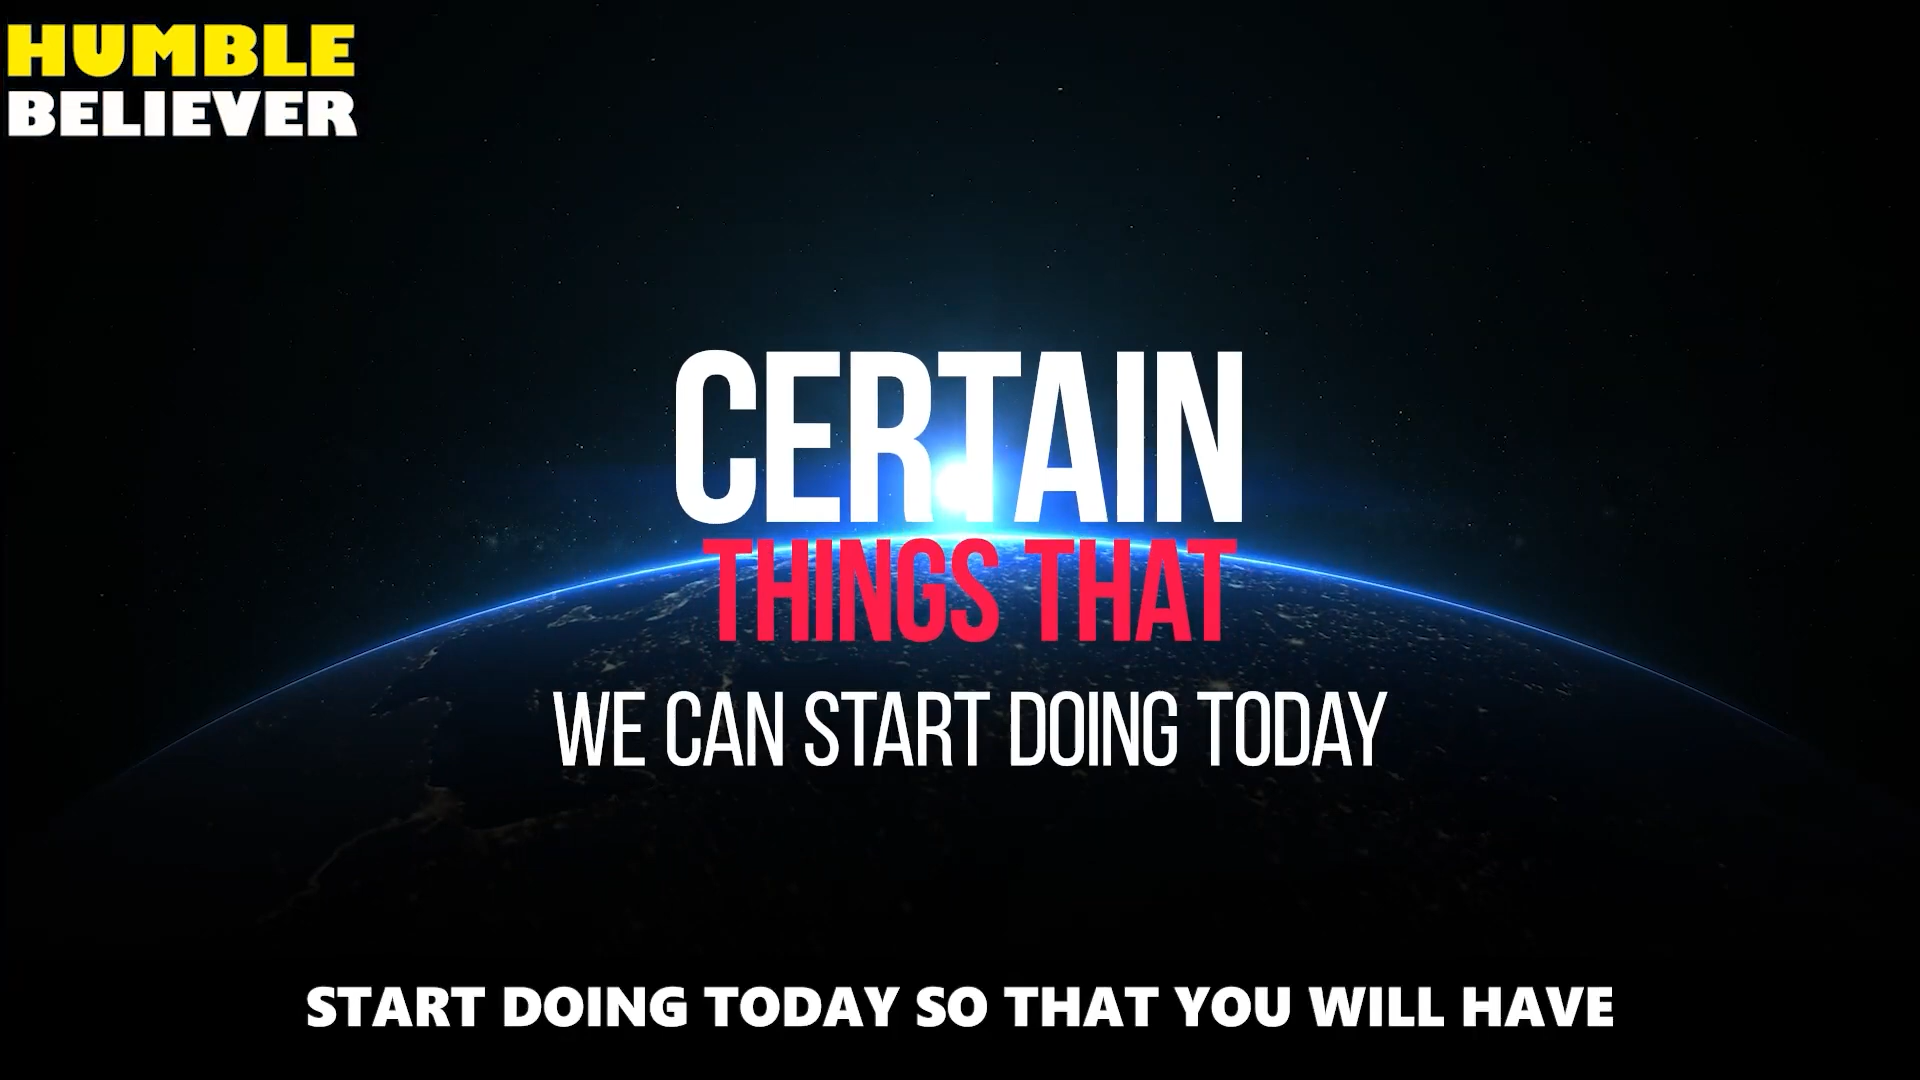 HUMBLE
BELIEVER
CERTAIN
THINGS THAT
WE CAN START DOING TODAY
START DOING TODAY SO THAT YOU WILL HAVE